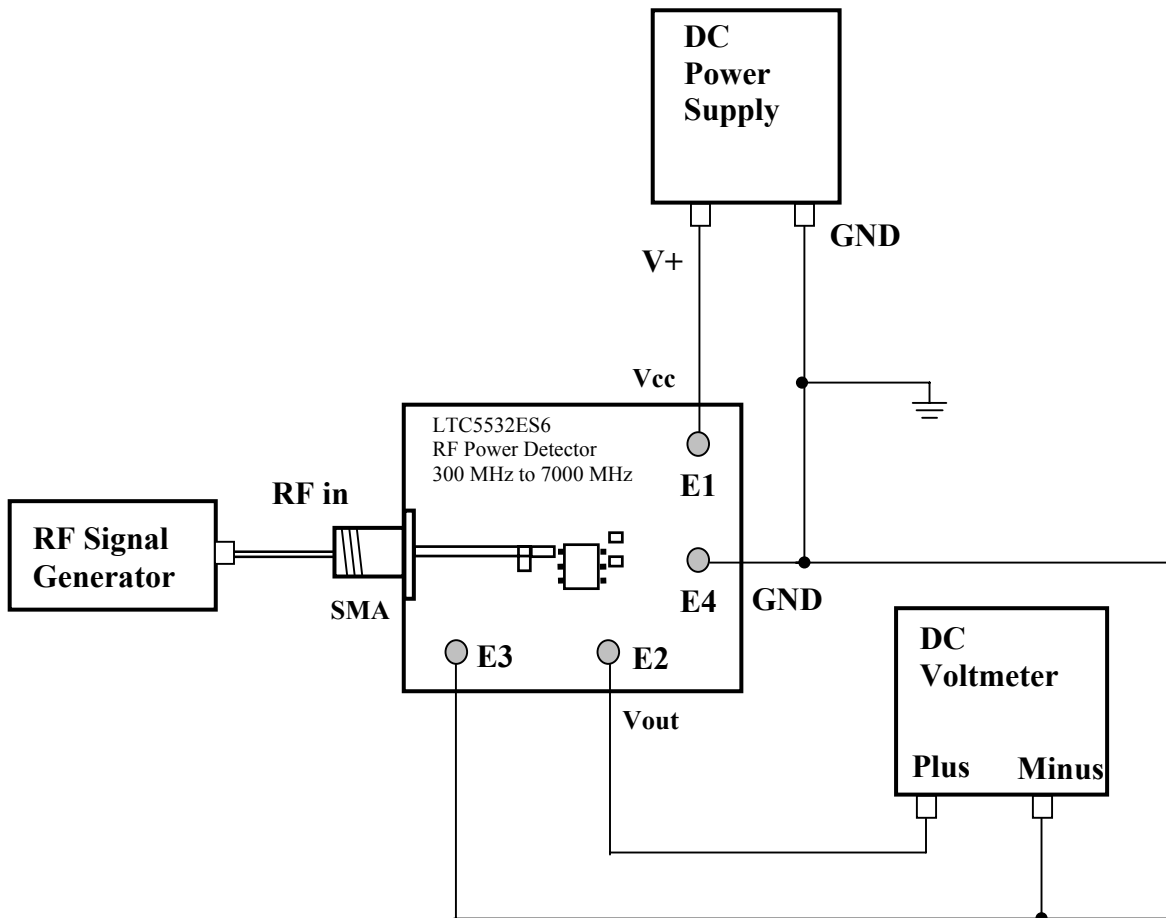 DC
Power
Supply
GND
V+
Vcc
LTC5532ES6
RF Power Detector
300 MHz to 7000 MHz
E1
RF in
RF Signal
Generator
SMA
E4
GND
E3
E2
DC
Voltmeter
Vout
Plus
Minus